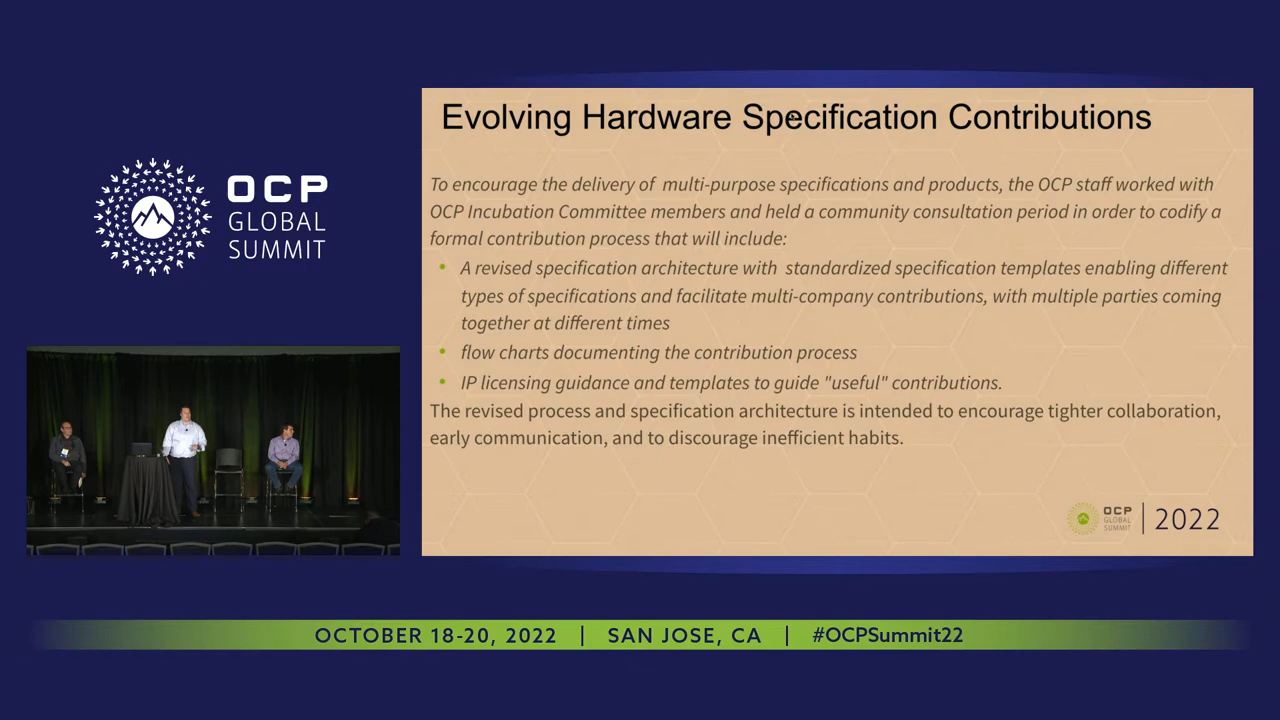 OCP
GLOBAL
SUMMIT
Evolving Hardware Specification Contributions
To encourage the delivery of multi-purpose specifications and products, the OCP staff worked with
OCP Incubation Committee members and held a community consultation period in order to codify a
formal contribution process that will include:
• A revised specification architecture with standardized specification templates enabling different
types of specifications and facilitate multi-company contributions, with multiple parties coming
together at different times
• flow charts documenting the contribution process
• IP licensing guidance and templates to guide "useful" contributions.
The revised process and specification architecture is intended to encourage tighter collaboration,
early communication, and to discourage inefficient habits.
OCP
GLOBAL
SUMMIT
2022
OCTOBER 18-20, 2022 | SAN JOSE, CA | #OCPSummit22